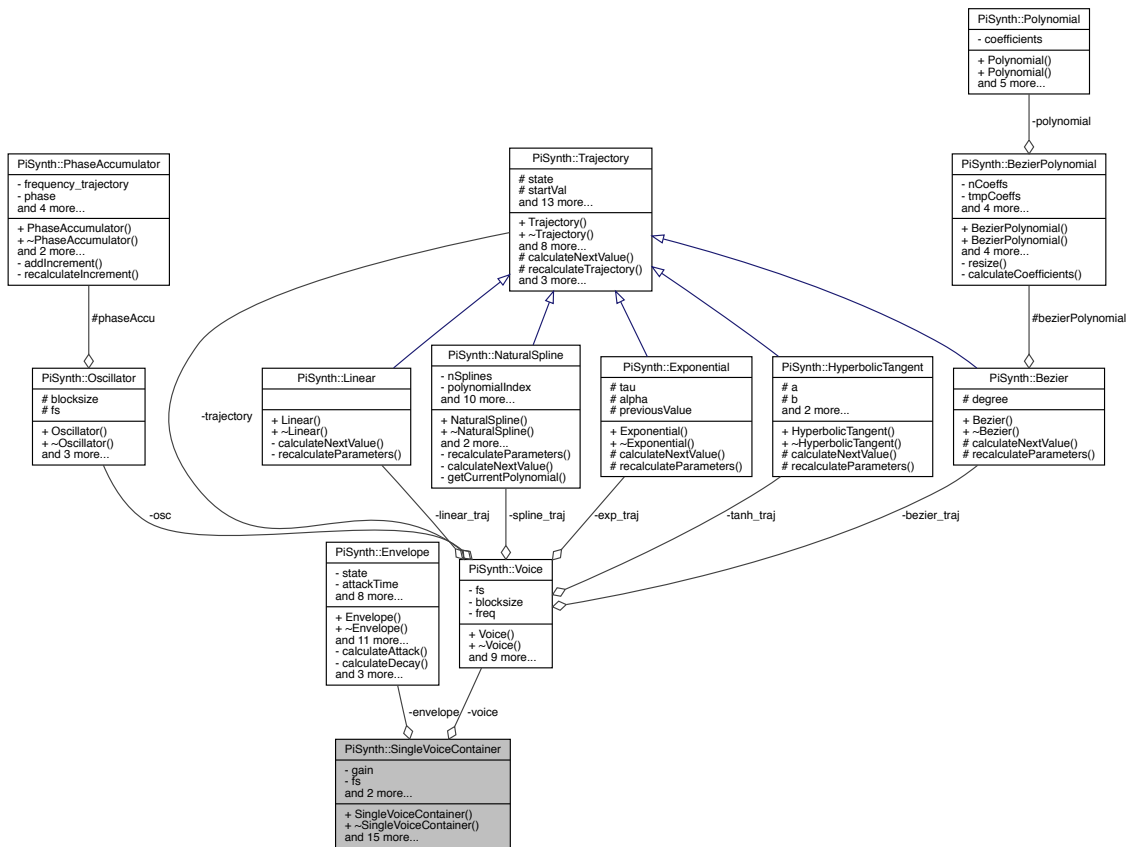 PiSynth::Polynomial
- coefficients
+ Polynomial()
+ Polynomial()
and 5 more...
-polynomial
PiSynth::PhaseAccumulator
- frequency_trajectory
- phase
and 4 more...
+ PhaseAccumulator()
+ ~PhaseAccumulator()
and 2 more...
- addIncrement()
- recalculateIncrement()
PiSynth::Trajectory
# state
# startVal
and 13 more...
+ Trajectory()
+ ~Trajectory()
and 8 more...
# calculateNextValue()
# recalculateTrajectory()
and 3 more...
PiSynth::BezierPolynomial
- nCoeffs
- tmpCoeffs
and 4 more...
+ BezierPolynomial()
+ BezierPolynomial()
and 4 more...
- resize()
- calculateCoefficients()
#phaseAccu
#bezierPolynomial
PiSynth::Oscillator
# blocksize
# fs
+ Oscillator()
+ ~Oscillator()
and 3 more...
-trajectory
PiSynth::Linear
+ Linear()
+ ~Linear()
- calculateNextValue()
- recalculateParameters()
PiSynth::NaturalSpline
- nSplines
- polynomialIndex
and 10 more...
+ NaturalSpline()
+ ~NaturalSpline()
and 2 more...
- recalculateParameters()
- calculateNextValue()
- getCurrentPolynomial()
PiSynth::Exponential
# tau
# alpha
# previousValue
+ Exponential()
+ ~Exponential()
# calculateNextValue()
# recalculateParameters()
PiSynth::HyperbolicTangent
# a
# b
and 2 more...
+ HyperbolicTangent()
+ ~HyperbolicTangent()
# calculateNextValue()
# recalculateParameters()
PiSynth::Bezier
# degree
+ Bezier()
+ ~Bezier()
# calculateNextValue()
# recalculateParameters()
-osc
-linear_traj
-spline_traj
-exp_traj
-tanh_traj
-bezier_traj
PiSynth::Envelope
- state
- attackTime
and 8 more...
+ Envelope()
+ ~Envelope()
and 11 more...
- calculateAttack()
- calculateDecay()
and 3 more...
PiSynth::Voice
- fs
- blocksize
- freq
+ Voice()
+ ~Voice()
and 9 more...
-envelope
-voice
PiSynth::SingleVoiceContainer
- gain
- fs
and 2 more...
+ SingleVoiceContainer()
+ ~SingleVoiceContainer()
and 15 more...